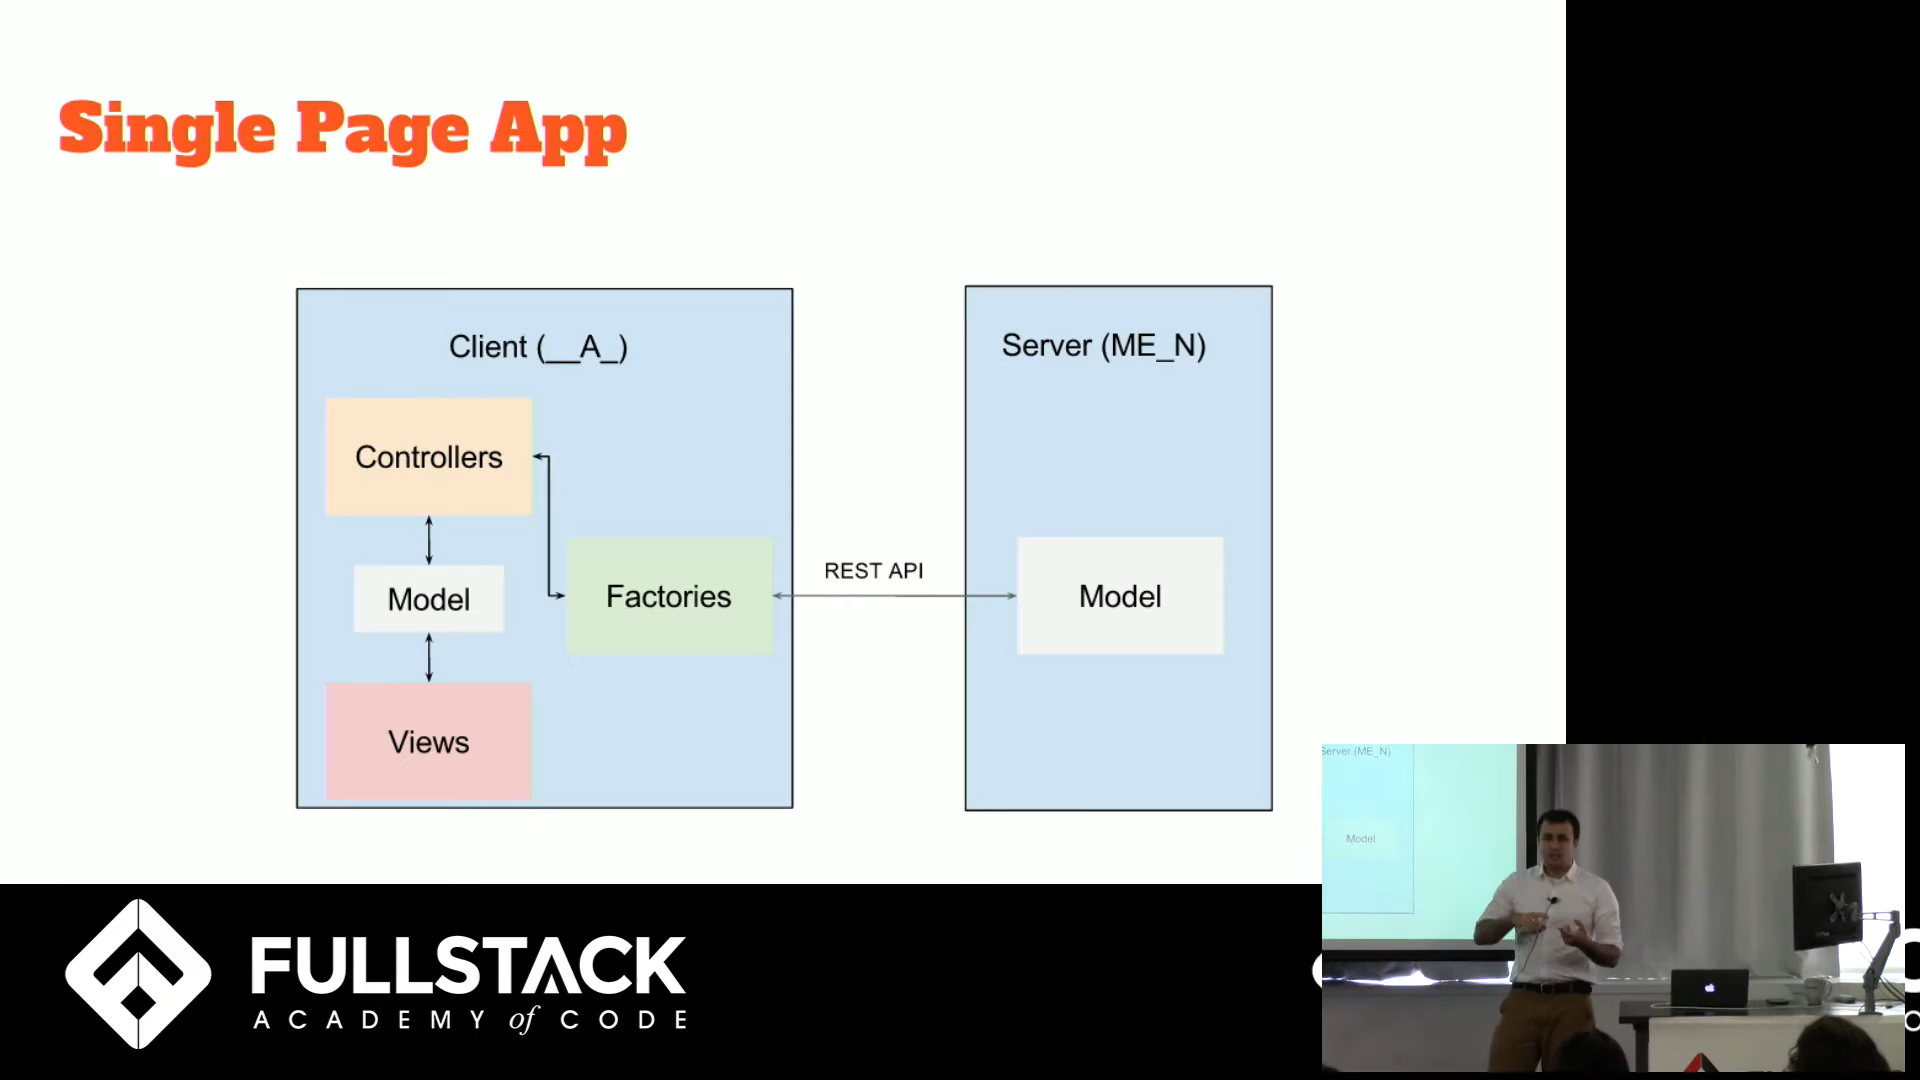 Single Page App
Client (__A_)
Server (ME_N)
Controllers
Model
Views
Factories
REST API
Model
Server (ME_N)
Model
FULLSTACK
ACADEMY of CODE